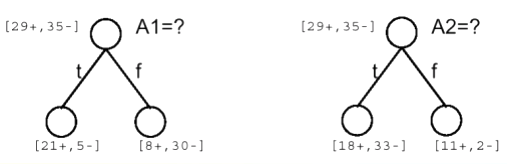 [29+,35-] A1=?
t f
[21+,5-] [8+,30-]
[29+,35-] A2=?
t f
[18+,33-] [11+,2-]